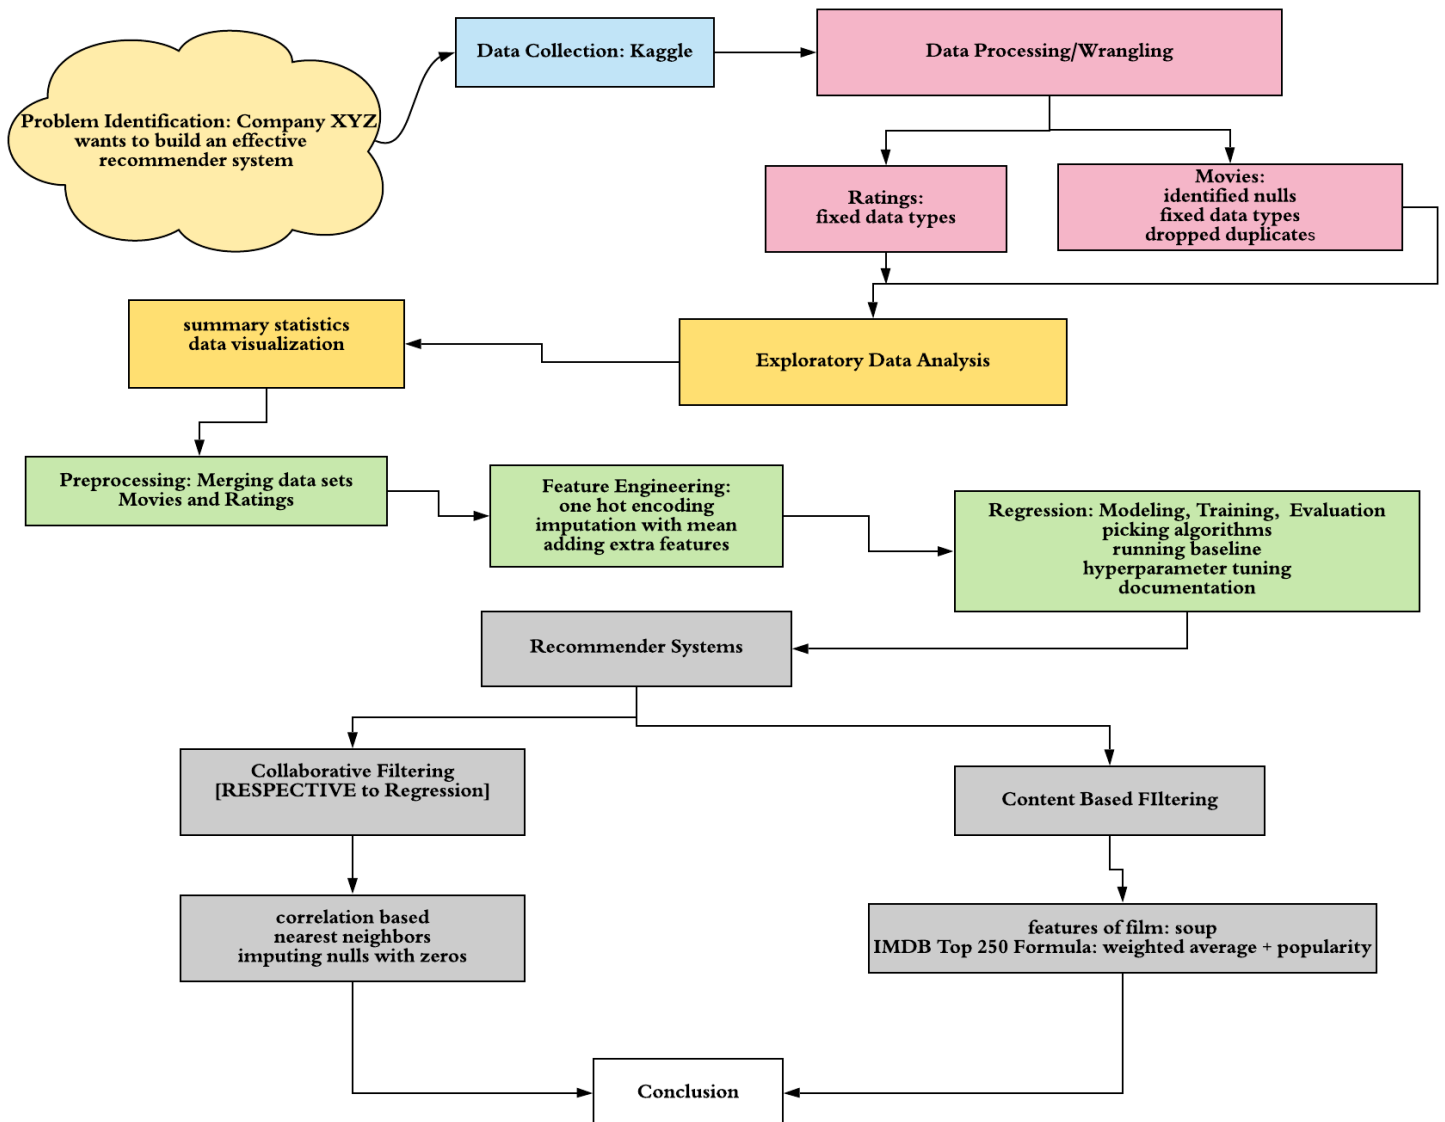 Problem Identification: Company XYZ
wants to build an effective
recommender system
Data Collection: Kaggle
Data Processing/Wrangling
Ratings:
fixed data types
Movies:
identified nulls
fixed data types
dropped duplicates
Exploratory Data Analysis
summary statistics
data visualization
Preprocessing: Merging data sets
Movies and Ratings
Feature Engineering:
one hot encoding
imputation with mean
adding extra features
Regression: Modeling, Training, Evaluation
picking algorithms
running baseline
hyperparameter tuning
documentation
Recommender Systems
Collaborative Filtering
[RESPECTIVE to Regression]
Content Based FIltering
correlation based
nearest neighbors
imputing nulls with zeros
features of film: soup
IMDB Top 250 Formula: weighted average + popularity
Conclusion